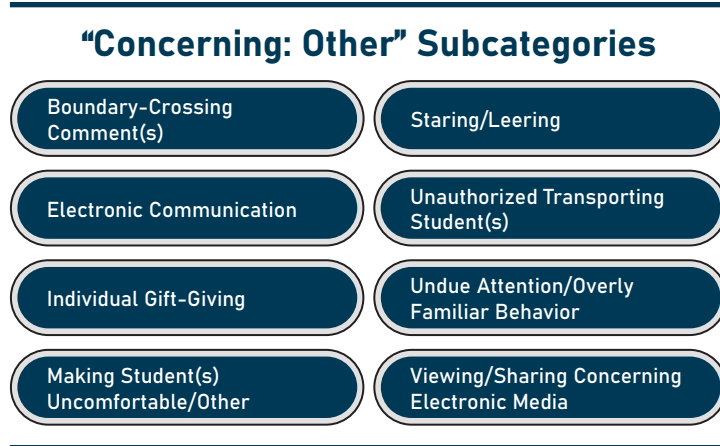 “Concerning: Other” Subcategories
Boundary-Crossing
Comment(s)
Staring/Leering
Electronic Communication
Unauthorized Transporting
Student(s)
Individual Gift-Giving
Undue Attention/Overly
Familiar Behavior
Making Student(s)
Uncomfortable/Other
Viewing/Sharing Concerning
Electronic Media